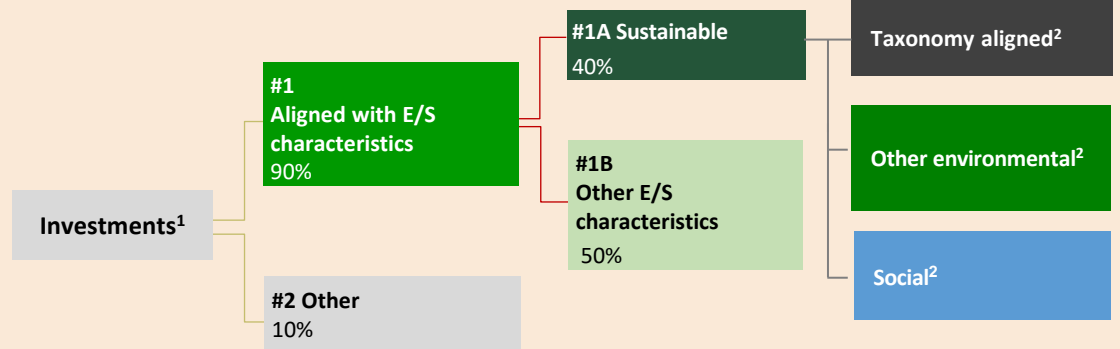 Investments¹
#1
Aligned with E/S
characteristics
90%
#2 Other
10%
#1A Sustainable
40%
#1B
Other E/S
characteristics
50%
Taxonomy aligned²
Other environmental²
Social²